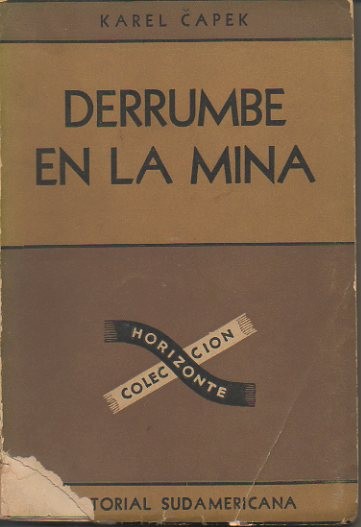 KAREL ČAPEK
DERRUMBE
EN LA MINA
COLECCION
HORIZONTE
TORIAL SUDAMERICANA